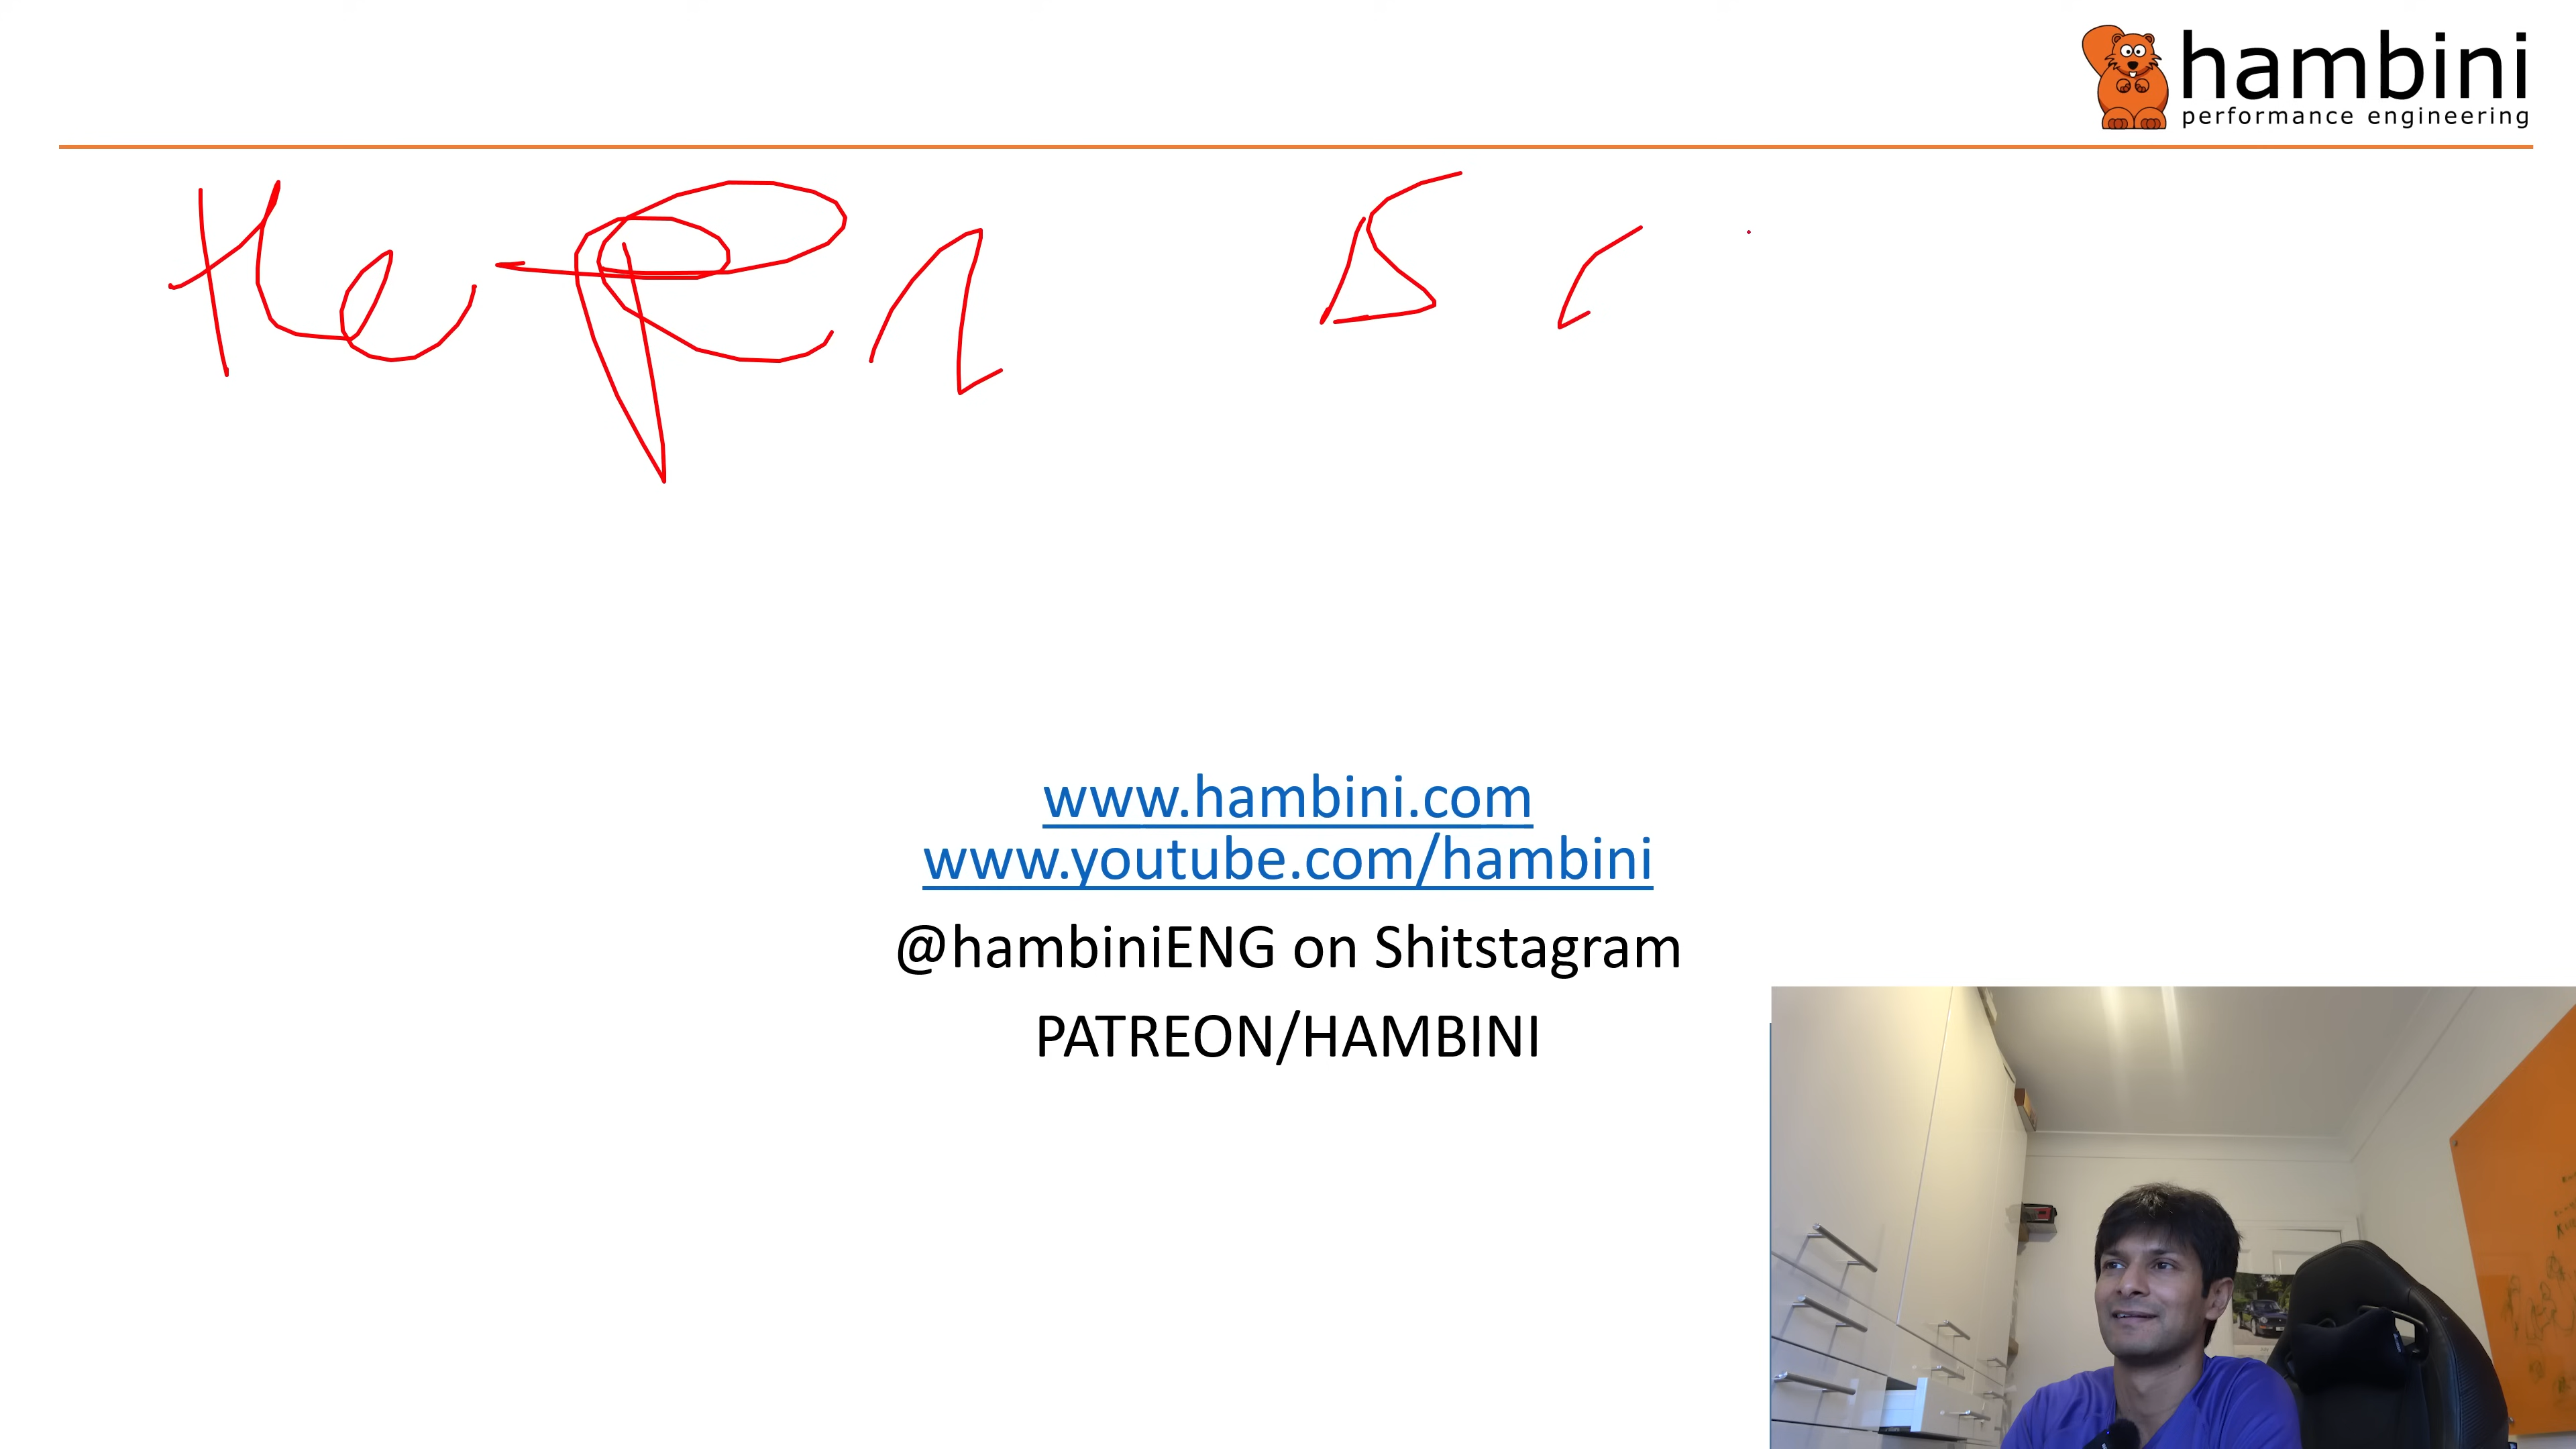 hambini
performance engineering
www.hambini.com
www.youtube.com/hambini
@hambiniENG on Shitstagram
PATREON/HAMBINI